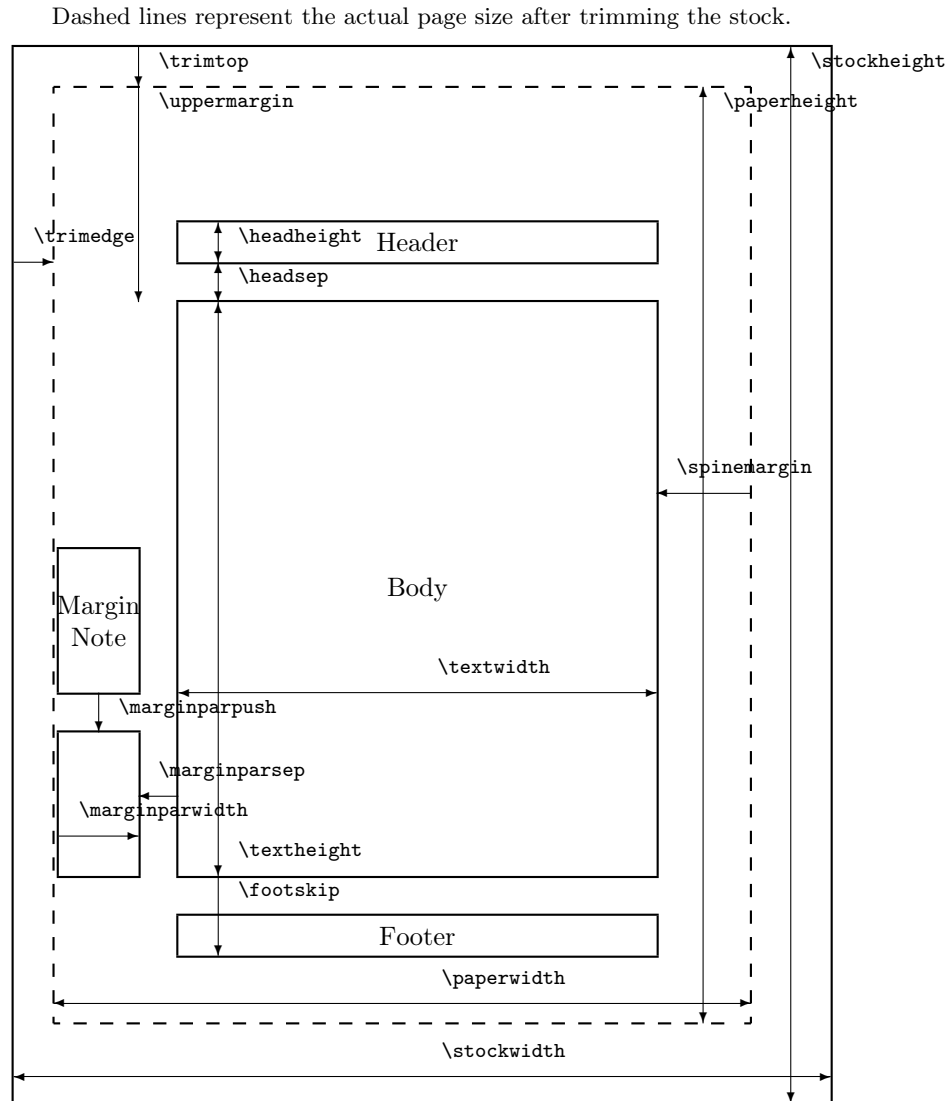 Dashed lines represent the actual page size after trimming the stock.
\trimtop
\stockheight
\uppermargin
\paperheight
\trimedge
\headheight
Header
\headsep
\spinemargin
Body
Margin
Note
\textwidth
\marginparpush
\marginparsep
\marginparwidth
\textheight
\footskip
Footer
\paperwidth
\stockwidth